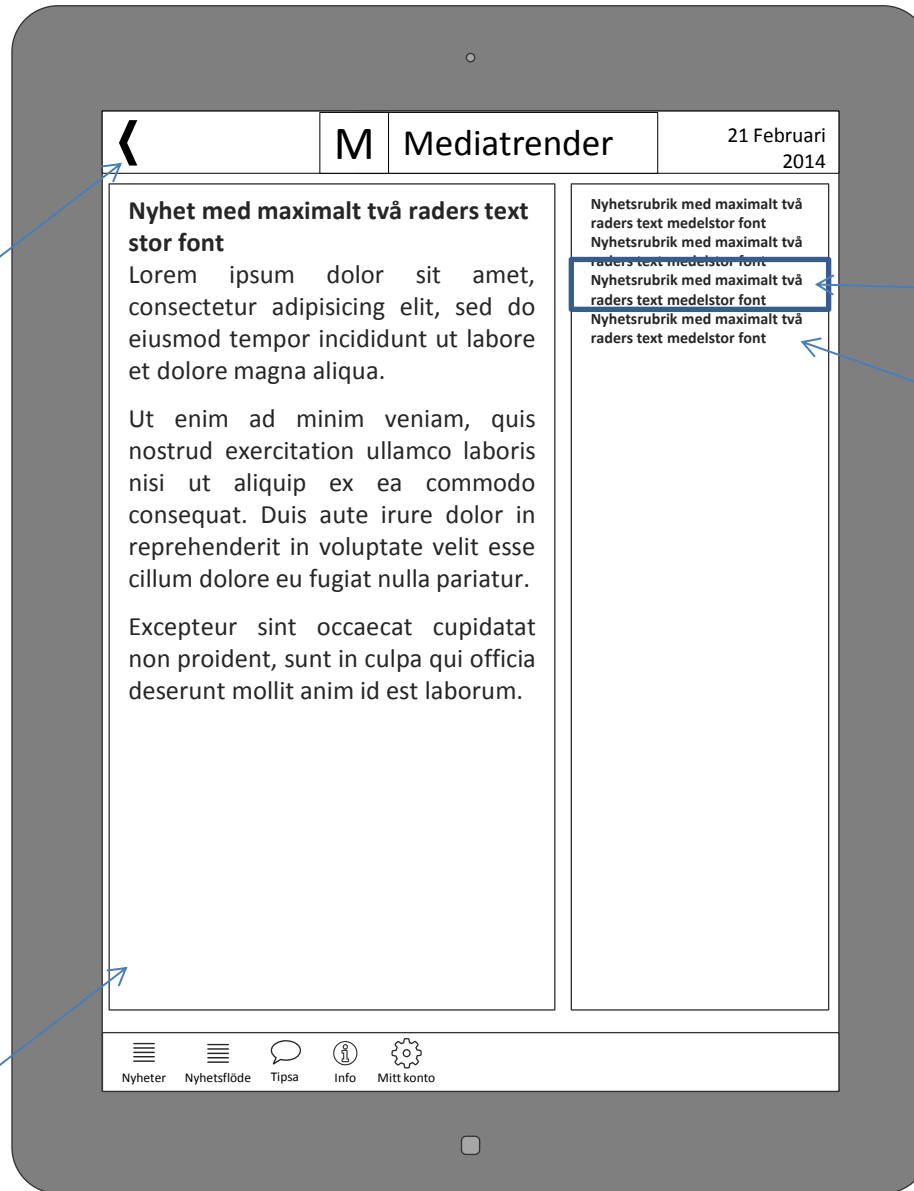 M Mediatrender
21 Februari
2014
Nyhet med maximalt två raders text
stor font
Lorem ipsum dolor sit amet,
consectetur adipisicing elit, sed do
eiusmod tempor incididunt ut labore
et dolore magna aliqua.
Ut enim ad minim veniam, quis
nostrud exercitation ullamco laboris
nisi ut aliquip ex ea commodo
consequat. Duis aute irure dolor in
reprehenderit in voluptate velit esse
cillum dolore eu fugiat nulla pariatur.
Excepteur sint occaecat cupidatat
non proident, sunt in culpa qui officia
deserunt mollit anim id est laborum.
Nyhetsrubrik med maximalt två
raders text medelstor font
Nyhetsrubrik med maximalt två
raders text medelstor font
Nyhetsrubrik med maximalt två
raders text medelstor font
Nyhetsrubrik med maximalt två
raders text medelstor font
Nyheter Nyhetsflöde Tipsa Info Mitt konto